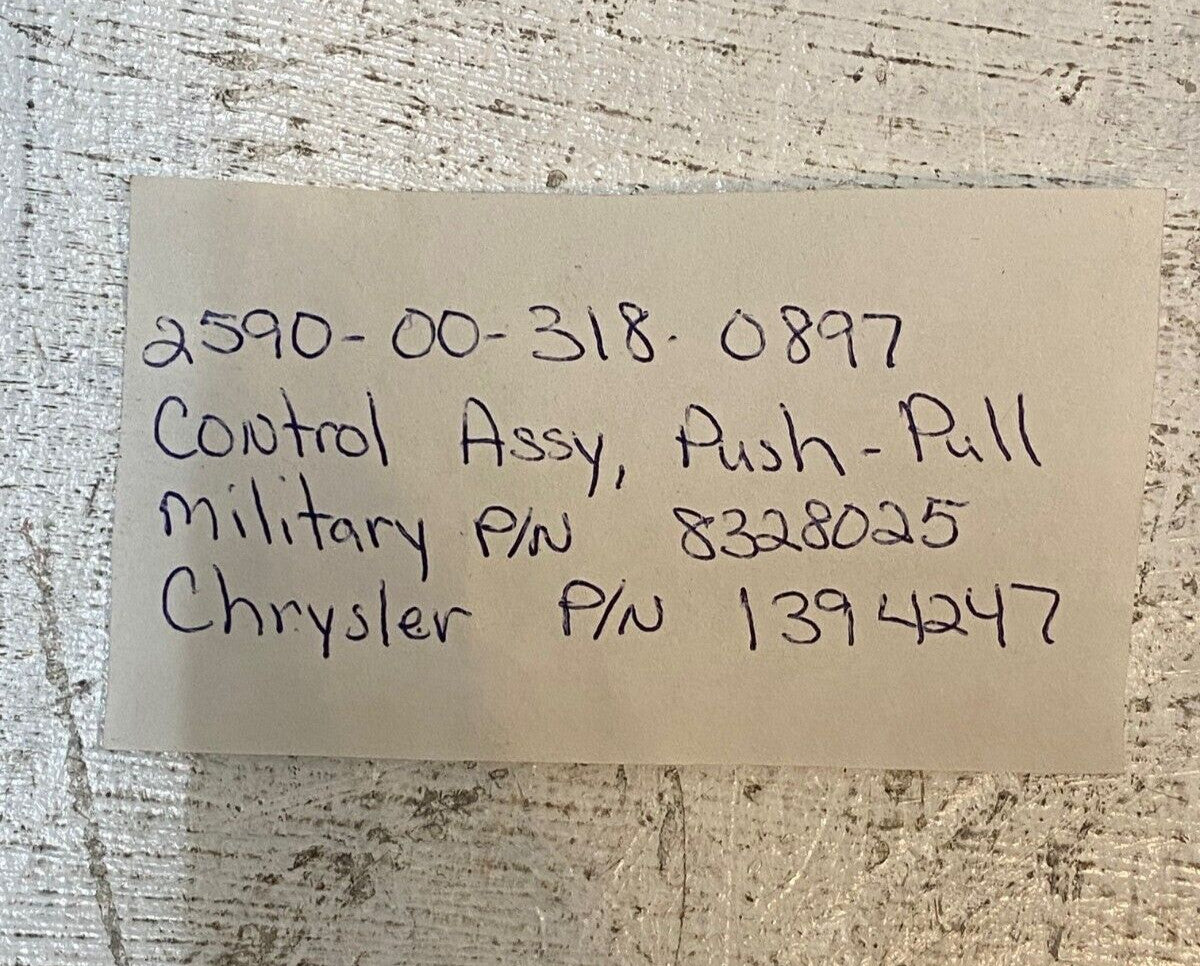 2590-00-318-0897
Control Assy, Push-Pull
Military P/N 8328025
Chrysler P/N 1394247